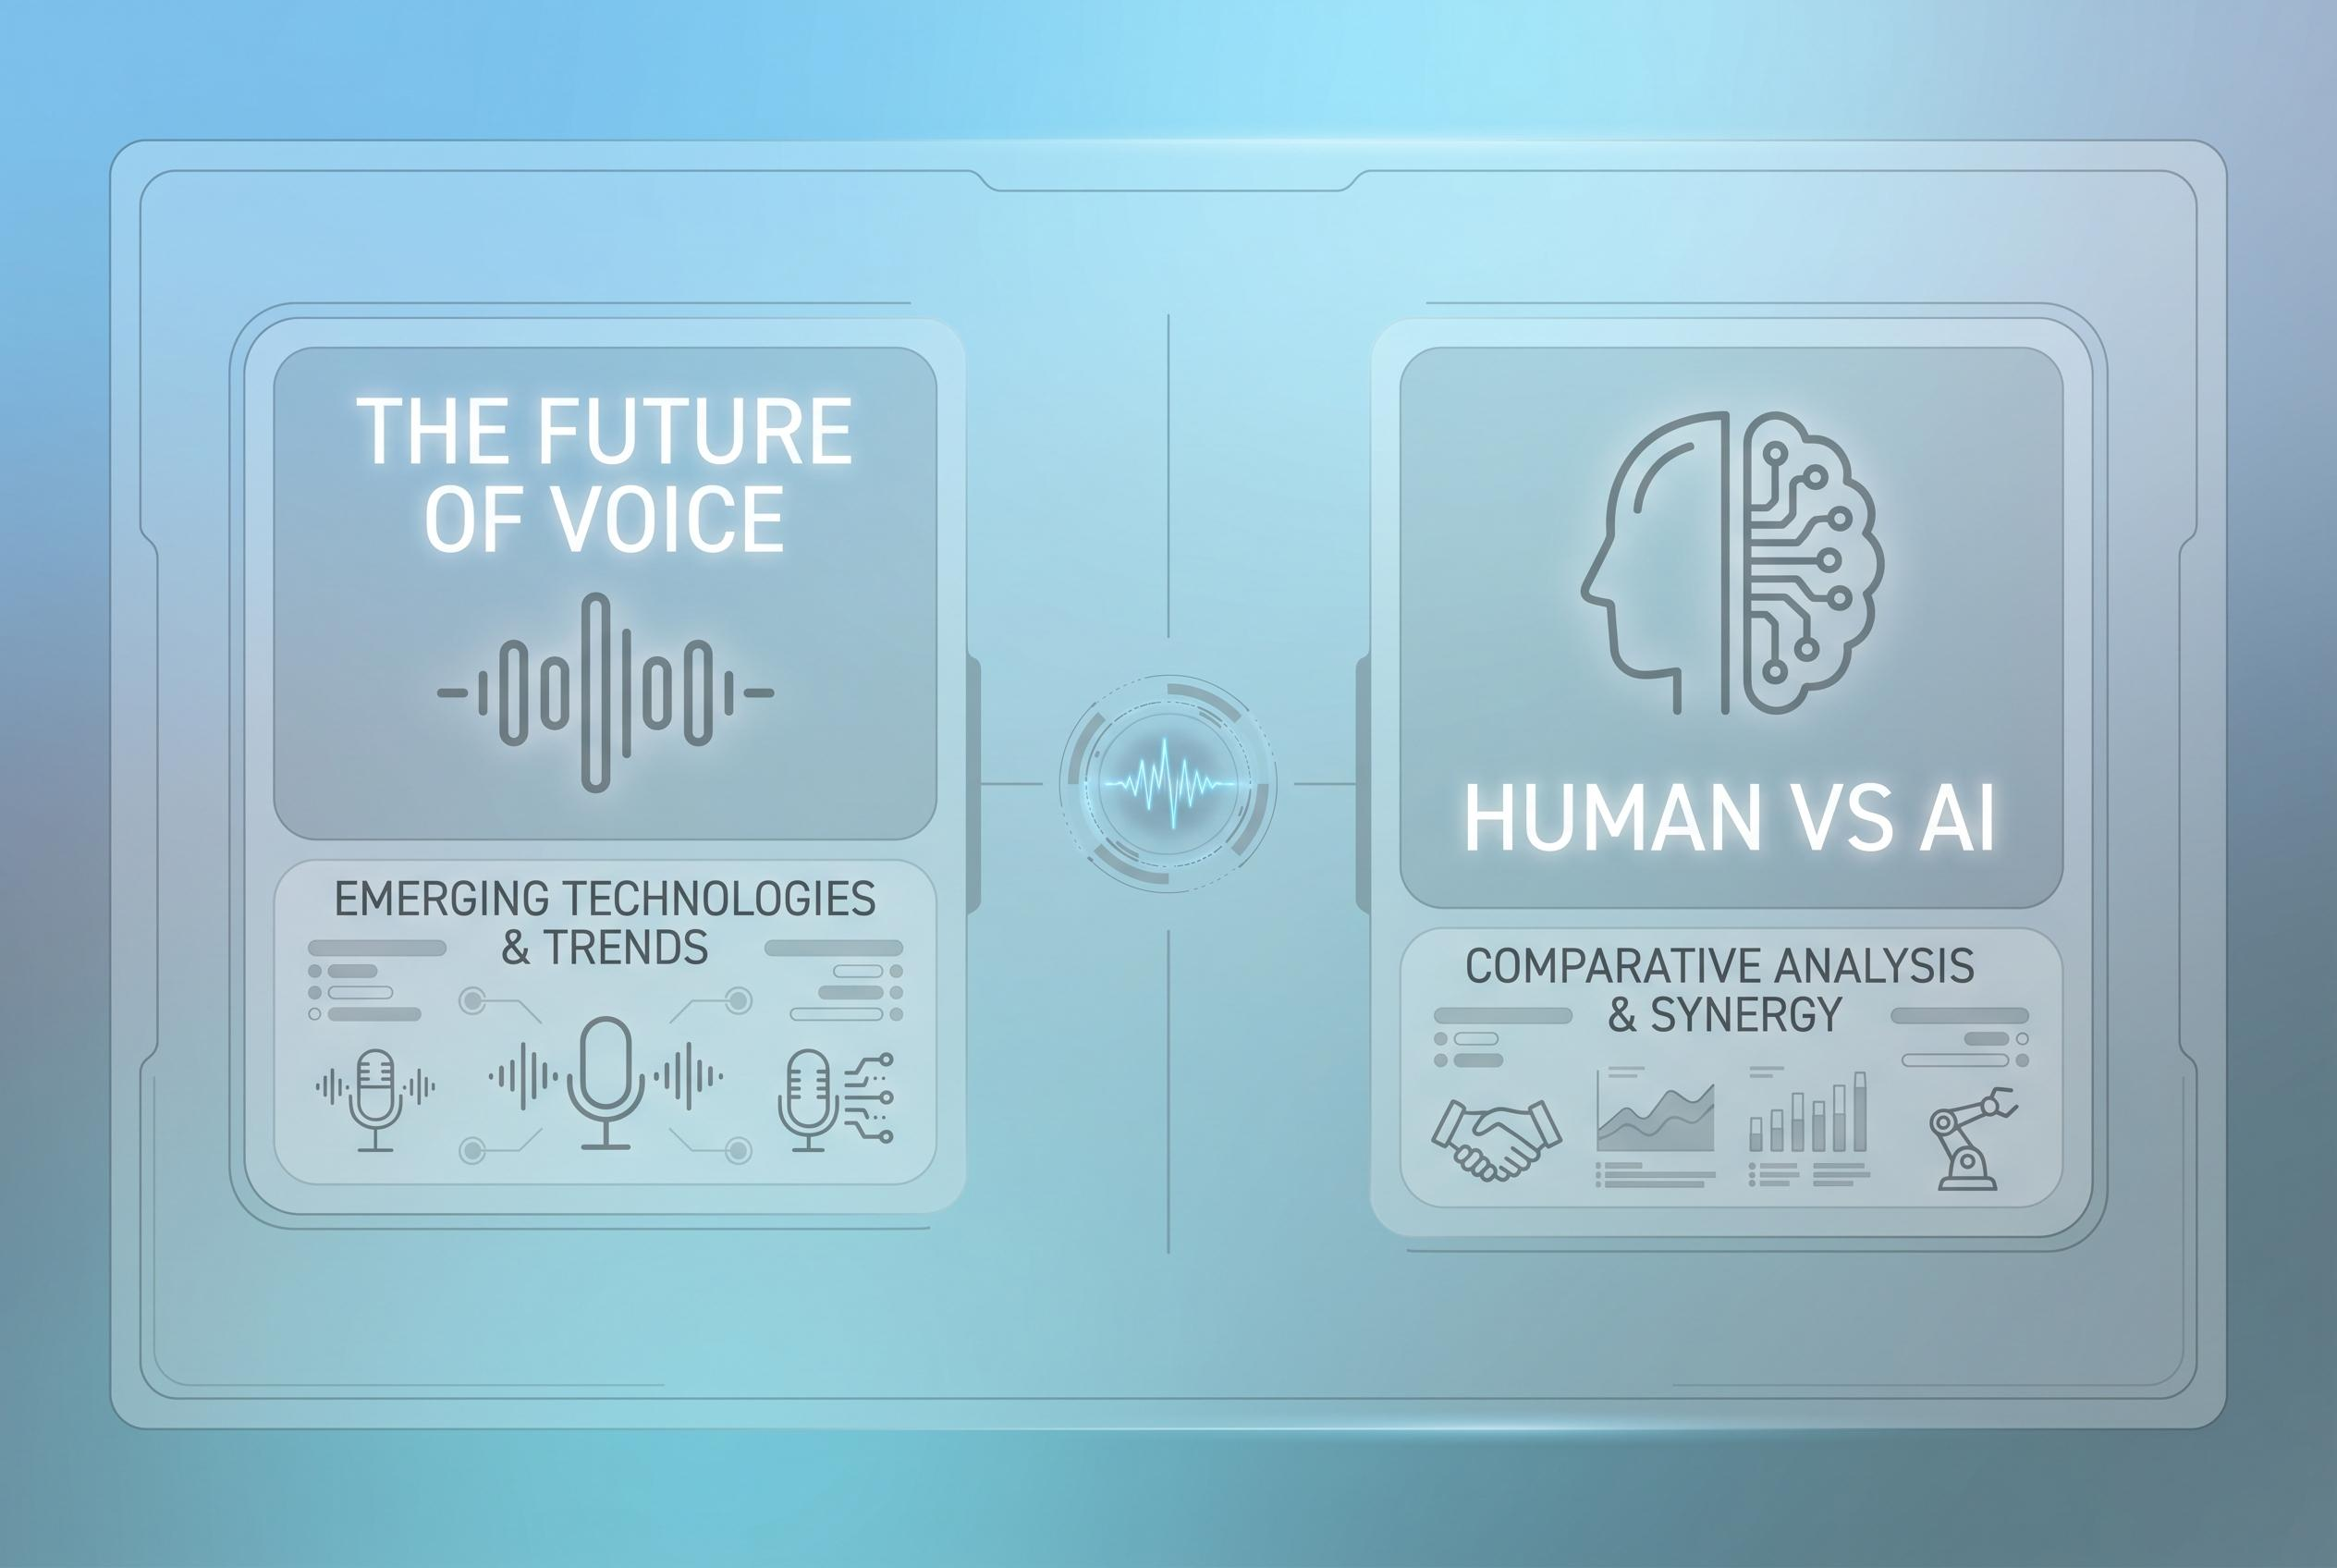 THE FUTURE
OF VOICE
EMERGING TECHNOLOGIES
& TRENDS
HUMAN VS AI
COMPARATIVE ANALYSIS
& SYNERGY